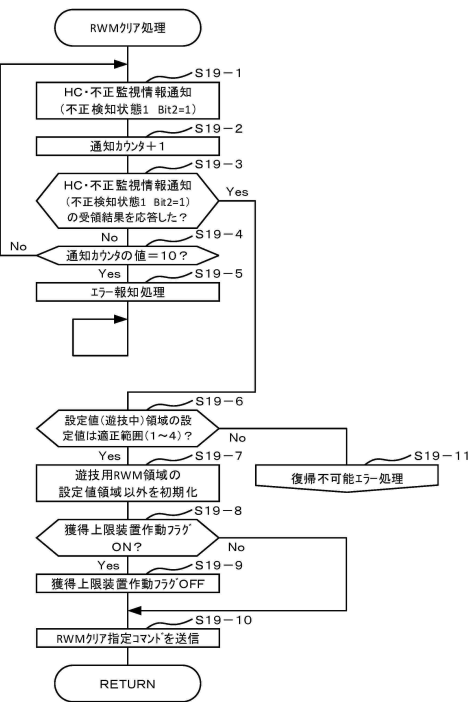 RWMクリア処理
S19-1
HC・不正監視情報通知
(不正検知状態1 Bit2=1)
S19-2
通知カウンタ+1
S19-3
HC・不正監視情報通知
(不正検知状態1 Bit2=1)
の受領結果を応答した?
Yes
No
S19-4
No
通知カウンタの値=10?
Yes
S19-5
エラー報知処理
S19-6
設定値(遊技中)領域の設
定値は適正範囲(1~4)?
No
Yes
S19-7
S19-11
遊技用RWM領域の
設定値領域以外を初期化
復帰不可能エラー処理
S19-8
獲得上限装置作動フラグ
ON?
No
Yes
S19-9
獲得上限装置作動フラグOFF
S19-10
RWMクリア指定コマンドを送信
RETURN